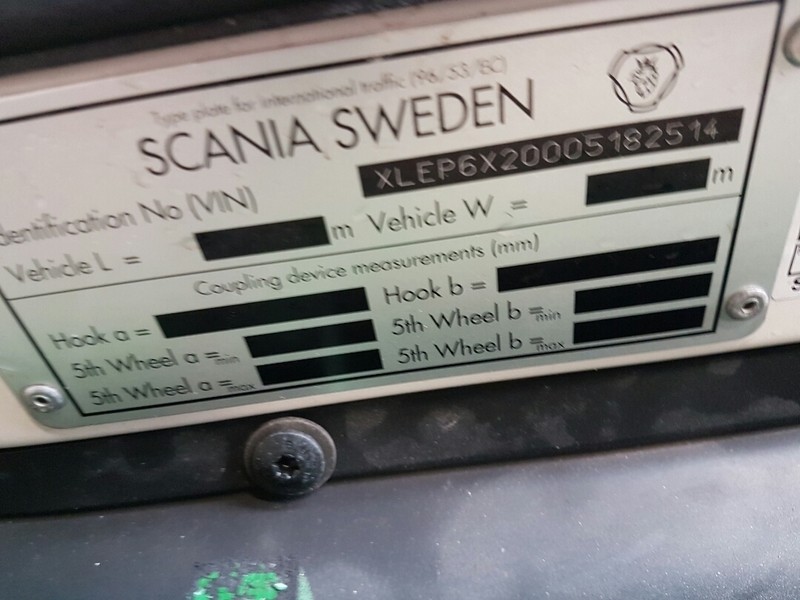 Type plate for international traffic (96/53/EC)
SCANIA SWEDEN
dentification No (VIN) XLEP6X20005182514
Vehicle L = m Vehicle W = m
Coupling device measurements (mm)
Hook a = Hook b =
5th Wheel a = min 5th Wheel b = min
5th Wheel a = max 5th Wheel b = max